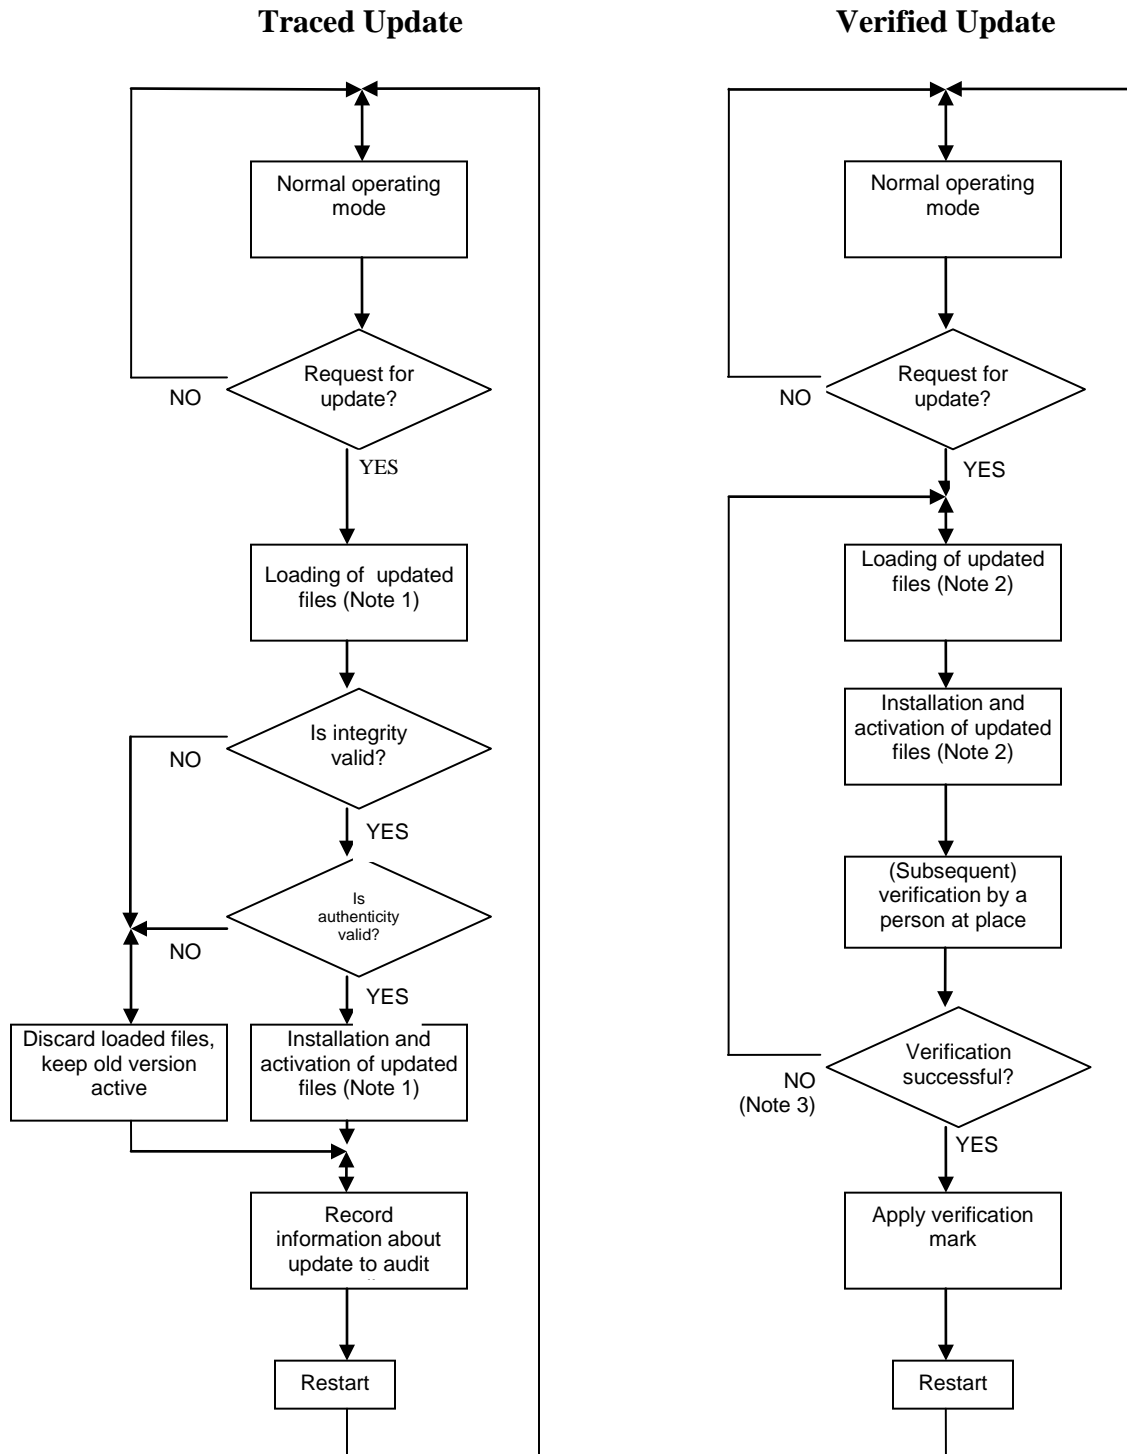 Traced Update
Normal operating
mode
Request for
update?
NO
YES
Loading of updated
files (Note 1)
Is integrity
valid?
NO
YES
Is
authenticity
valid?
NO
YES
Discard loaded files,
keep old version
active
Installation and
activation of updated
files (Note 1)
Record
information about
update to audit
Restart
Verified Update
Normal operating
mode
Request for
update?
NO
YES
Loading of updated
files (Note 2)
Installation and
activation of updated
files (Note 2)
(Subsequent)
verification by a
person at place
Verification
successful?
NO
(Note 3)
YES
Apply verification
mark
Restart